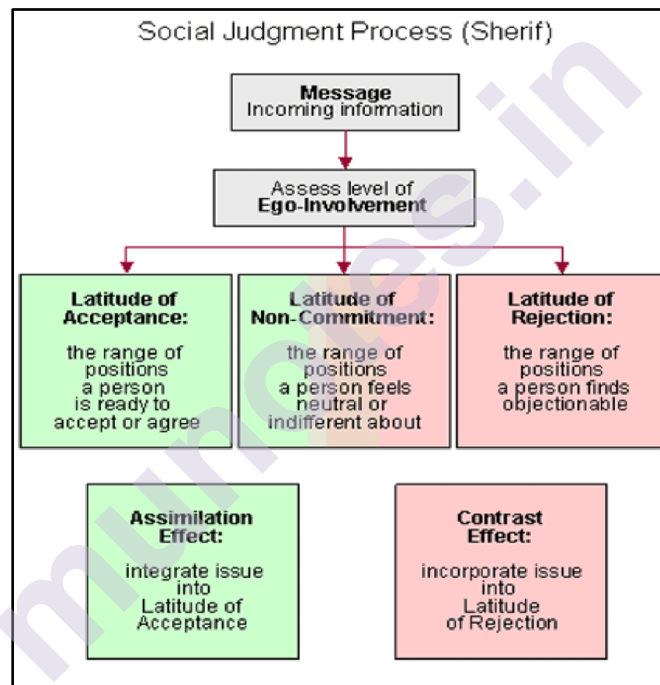 Social Judgment Process (Sherif)
Message
Incoming information
Assess level of
Ego-Involvement
Latitude of
Acceptance:
the range of
positions
a person
is ready to
accept or agree
Latitude of
Non-Commitment:
the range of
positions
a person feels
neutral or
indifferent about
Latitude of
Rejection:
the range of
positions
a person finds
objectionable
Assimilation
Effect:
integrate issue
into
Latitude of
Acceptance
Contrast
Effect:
incorporate issue
into
Latitude
of Rejection
munotes.in